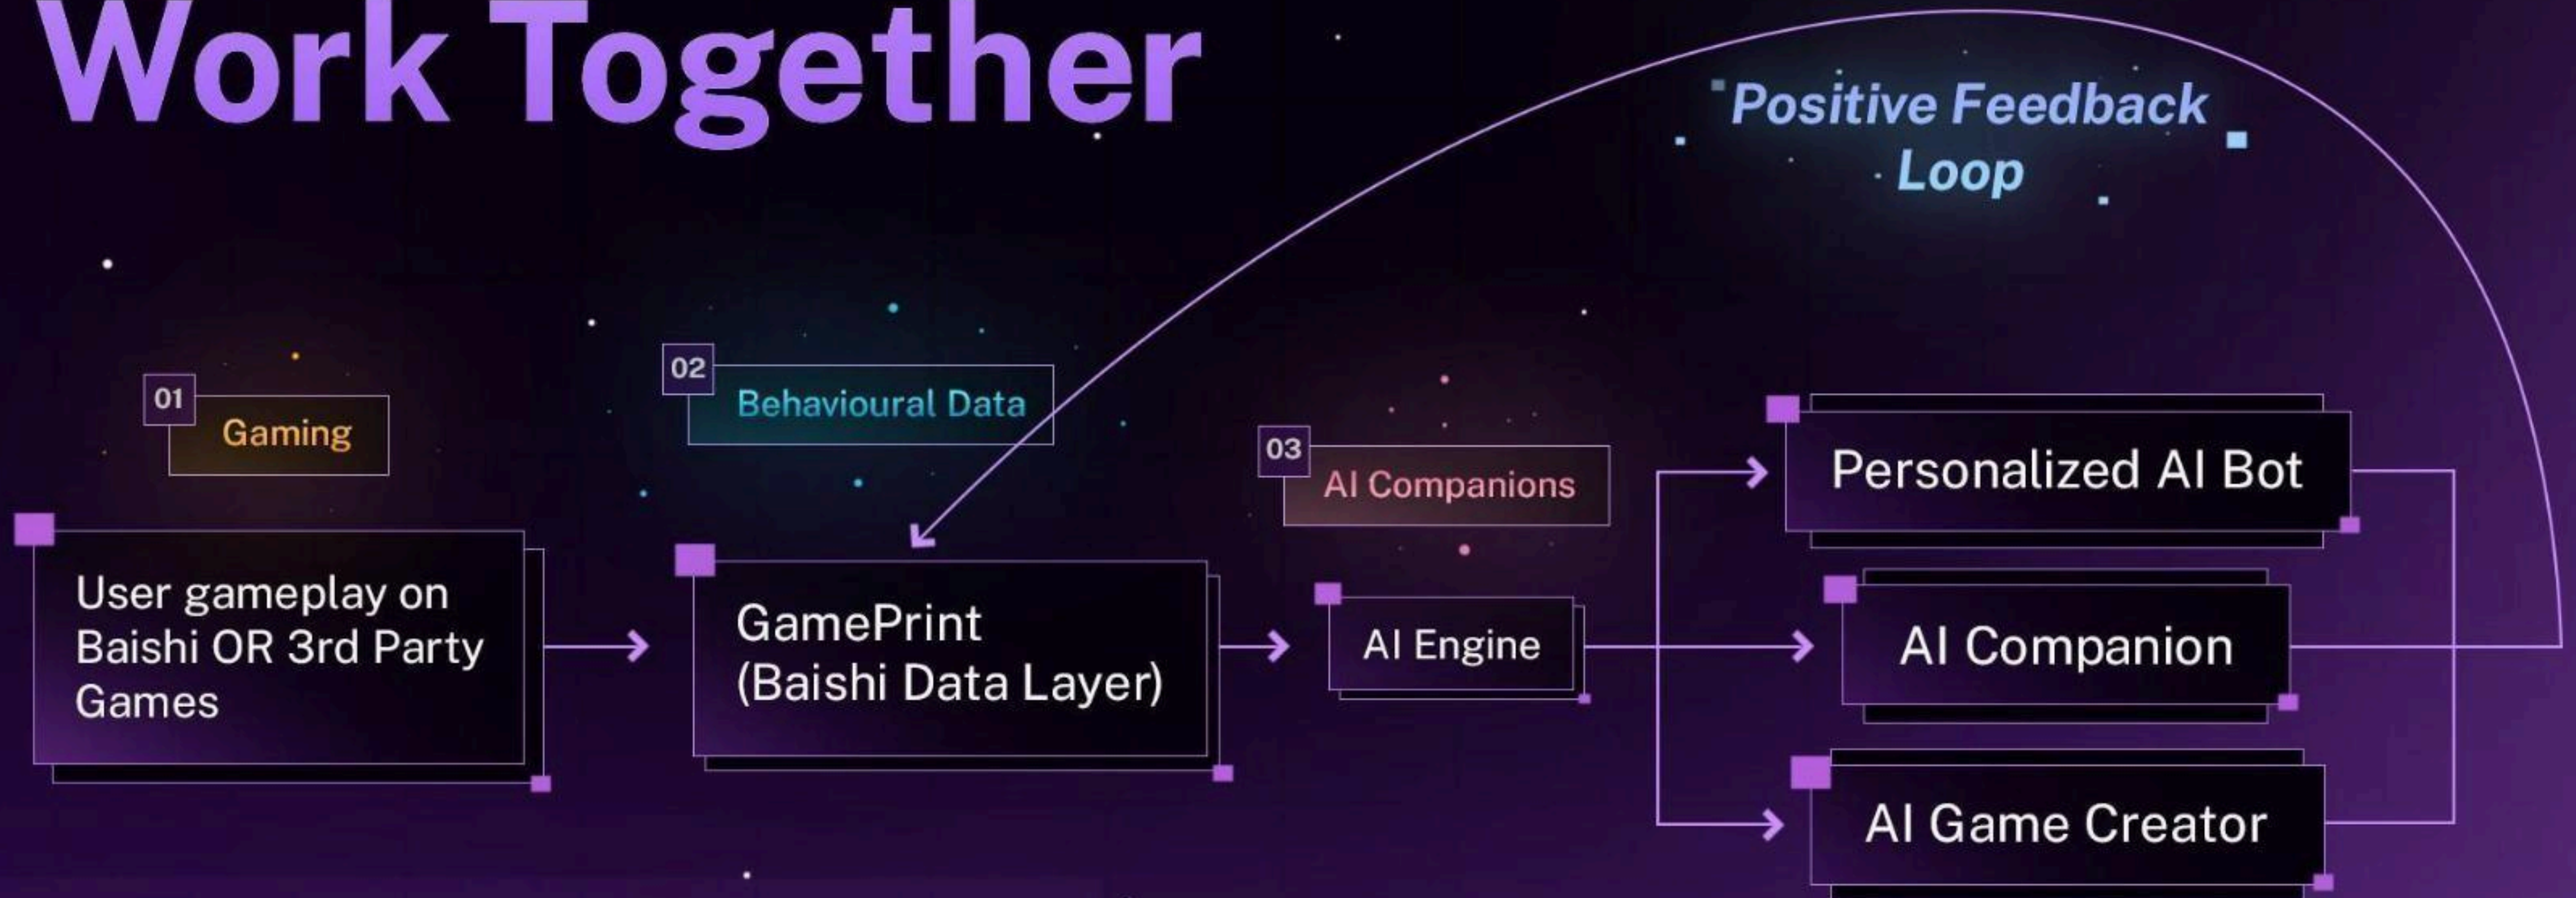 Work Together
Positive Feedback
Loop
01
Gaming
User gameplay on
Baishi OR 3rd Party
Games
02
Behavioural Data
GamePrint
(Baishi Data Layer)
03
AI Companions
AI Engine
Personalized AI Bot
AI Companion
AI Game Creator